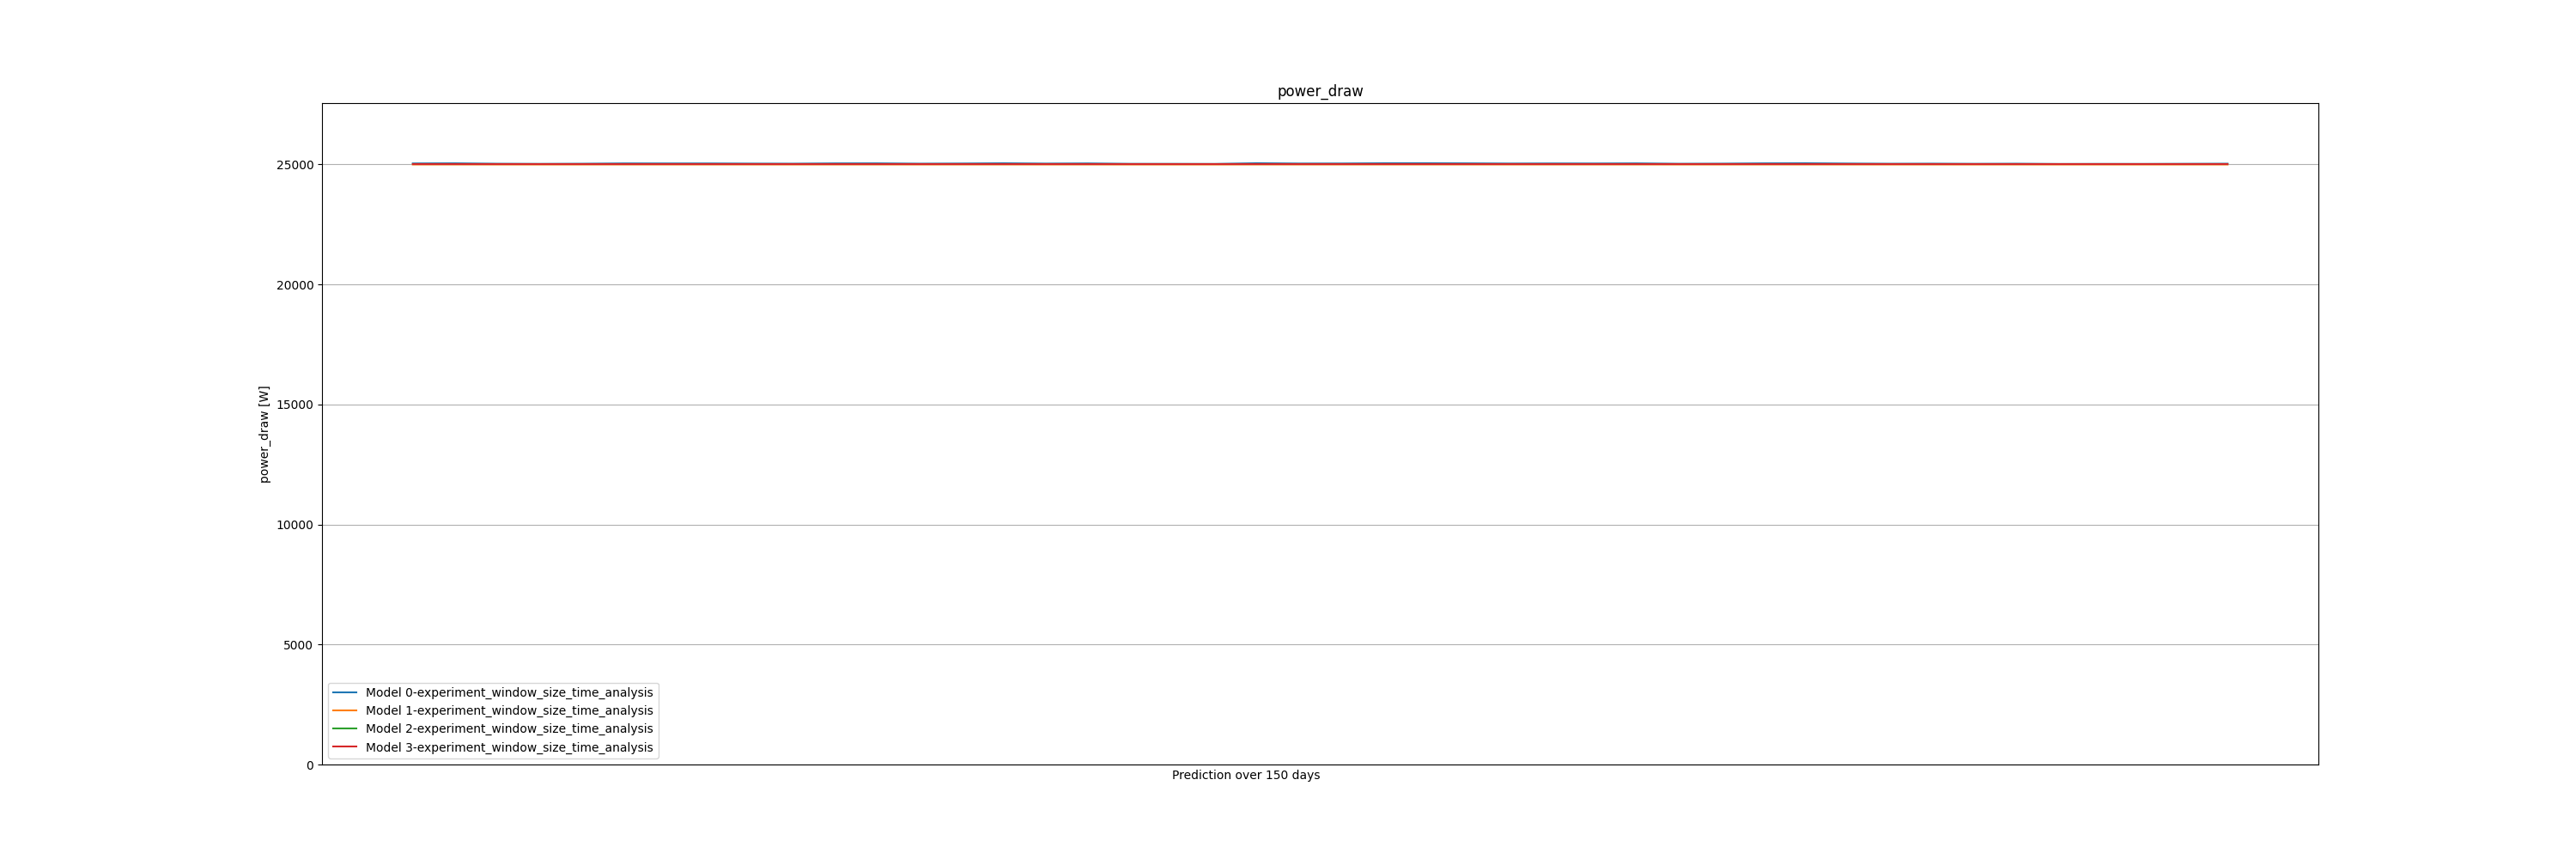 power_draw
25000
20000
15000
10000
5000
0
power_draw [W]
Model 0-experiment_window_size_time_analysis
Model 1-experiment_window_size_time_analysis
Model 2-experiment_window_size_time_analysis
Model 3-experiment_window_size_time_analysis
Prediction over 150 days